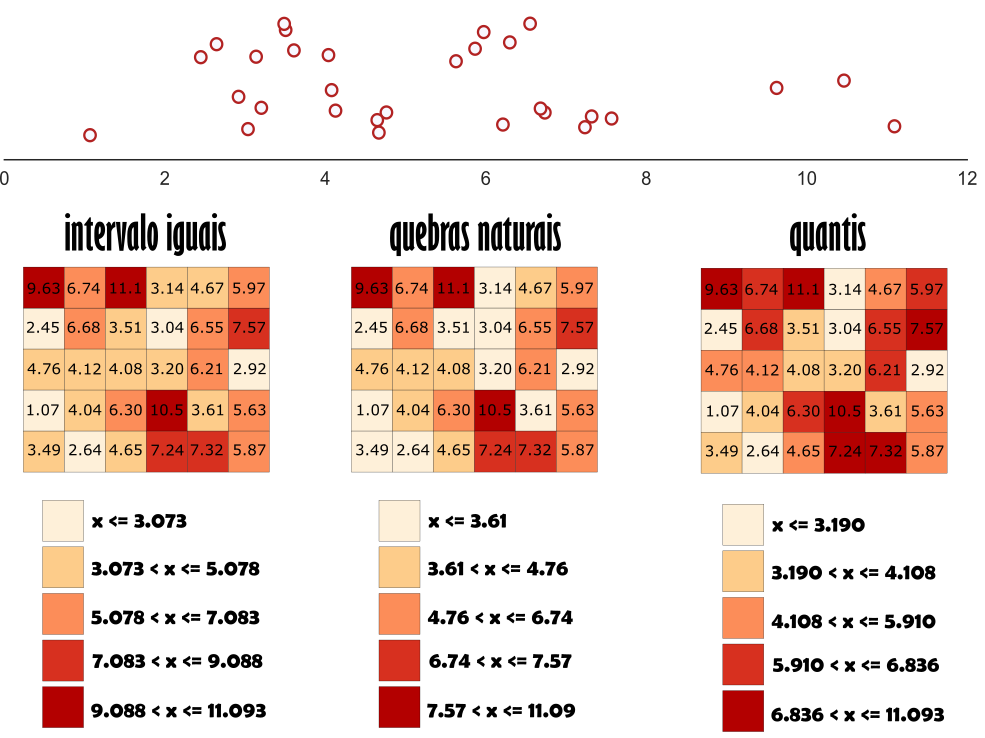 0 2 4 6 8 10 12
intervalo iguais
9.63 6.74 11.1 3.14 4.67 5.97
2.45 6.68 3.51 3.04 6.55 7.57
4.76 4.12 4.08 3.20 6.21 2.92
1.07 4.04 6.30 10.5 3.61 5.63
3.49 2.64 4.65 7.24 7.32 5.87
x <= 3.073
3.073 < x <= 5.078
5.078 < x <= 7.083
7.083 < x <= 9.088
9.088 < x <= 11.093
quebras naturais
9.63 6.74 11.1 3.14 4.67 5.97
2.45 6.68 3.51 3.04 6.55 7.57
4.76 4.12 4.08 3.20 6.21 2.92
1.07 4.04 6.30 10.5 3.61 5.63
3.49 2.64 4.65 7.24 7.32 5.87
x <= 3.61
3.61 < x <= 4.76
4.76 < x <= 6.74
6.74 < x <= 7.57
7.57 < x <= 11.09
quantis
9.63 6.74 11.1 3.14 4.67 5.97
2.45 6.68 3.51 3.04 6.55 7.57
4.76 4.12 4.08 3.20 6.21 2.92
1.07 4.04 6.30 10.5 3.61 5.63
3.49 2.64 4.65 7.24 7.32 5.87
x <= 3.190
3.190 < x <= 4.108
4.108 < x <= 5.910
5.910 < x <= 6.836
6.836 < x <= 11.093